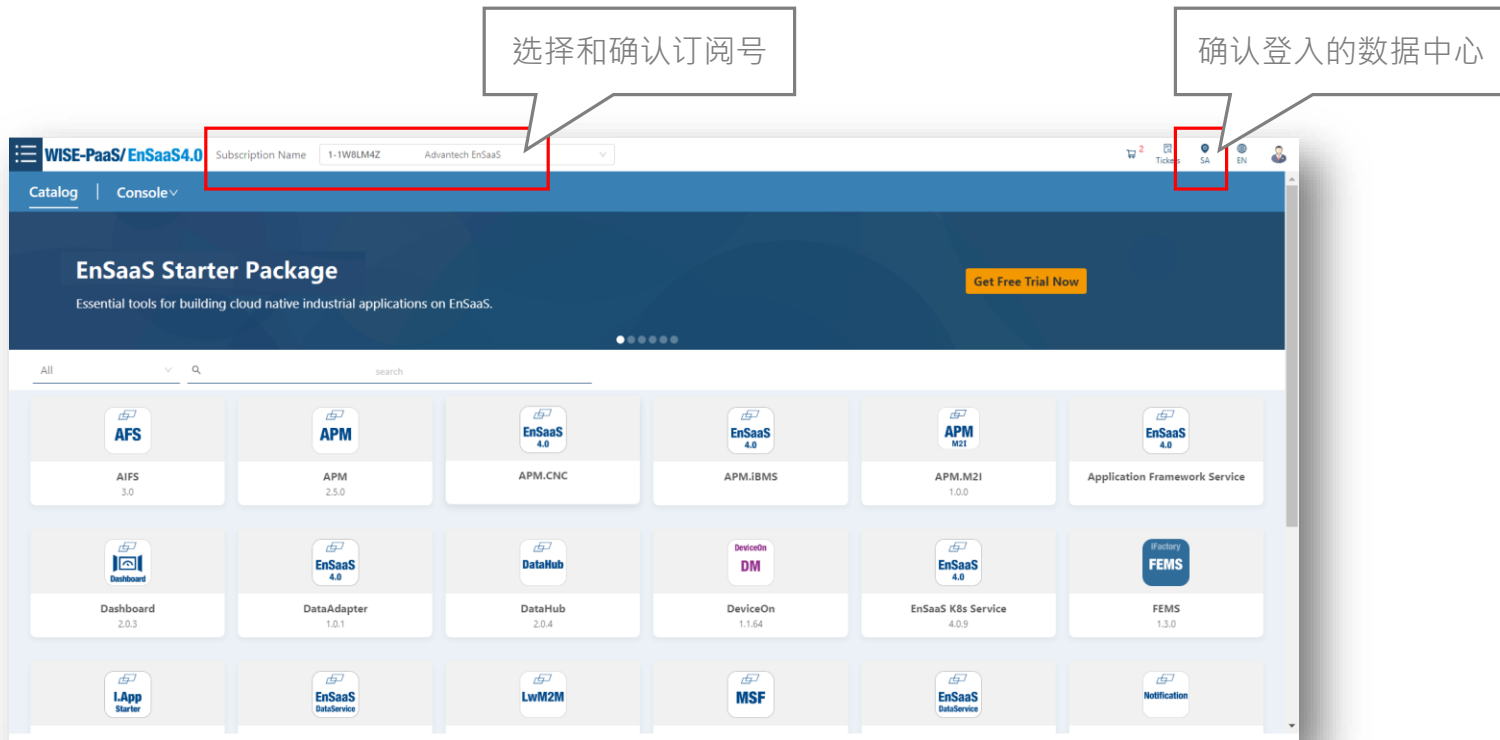 选择和确认订阅号
确认登入的数据中心
WISE-PaaS/EnSaaS4.0 Subscription Name 1-1W8LM4Z Advantech EnSaaS 2 Tickets SA EN
Catalog | Console
EnSaaS Starter Package
Essential tools for building cloud native industrial applications on EnSaaS.
Get Free Trial Now
All search
AFS APM EnSaaS 4.0 EnSaaS 4.0 APM M2I EnSaaS 4.0
AIFS APM APM.CNC APM.iBMS APM.M2I Application Framework Service
3.0 2.5.0 1.0.0
Dashboard EnSaaS 4.0 DataHub DeviceOn DM EnSaaS 4.0 iFactory FEMS
Dashboard DataAdapter DataHub DeviceOn EnSaaS K8s Service FEMS
2.0.3 1.0.1 2.0.4 1.1.64 4.0.9 1.3.0
I.App Starter EnSaaS DataService LwM2M MSF EnSaaS DataService Notification